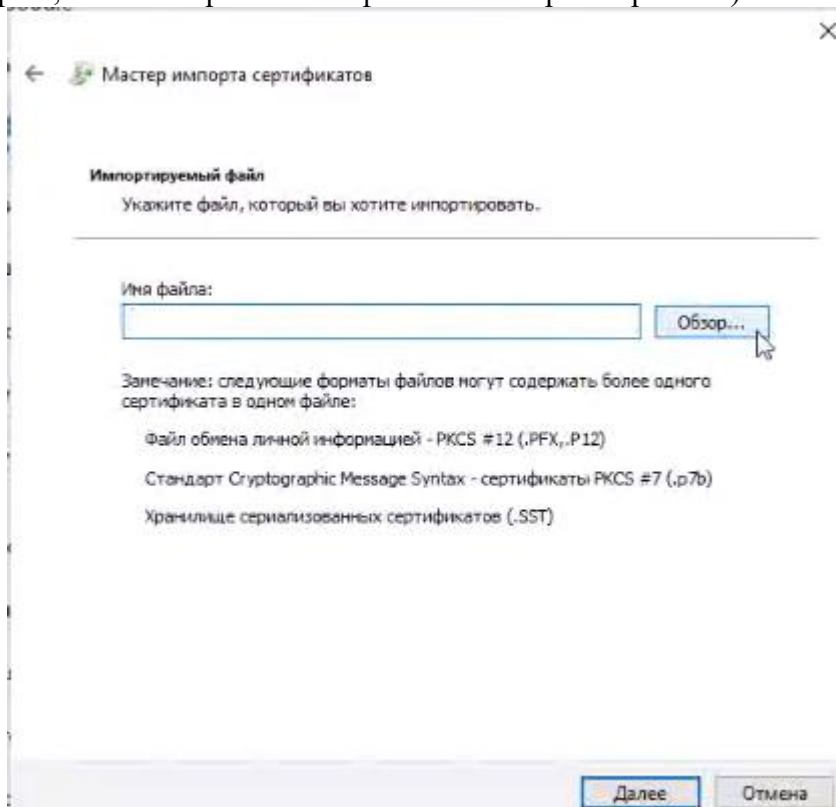 Мастер импорта сертификатов
Импортируемый файл
Укажите файл, который вы хотите импортировать.
Имя файла:
Обзор...
Замечание: следующие форматы файлов могут содержать более одного
сертификата в одном файле:
Файл обмена личной информацией - PKCS #12 (.PFX,.P12)
Стандарт Cryptographic Message Syntax - сертификаты PKCS #7 (.p7b)
Хранилище сериализованных сертификатов (.SST)
Далее
Отмена